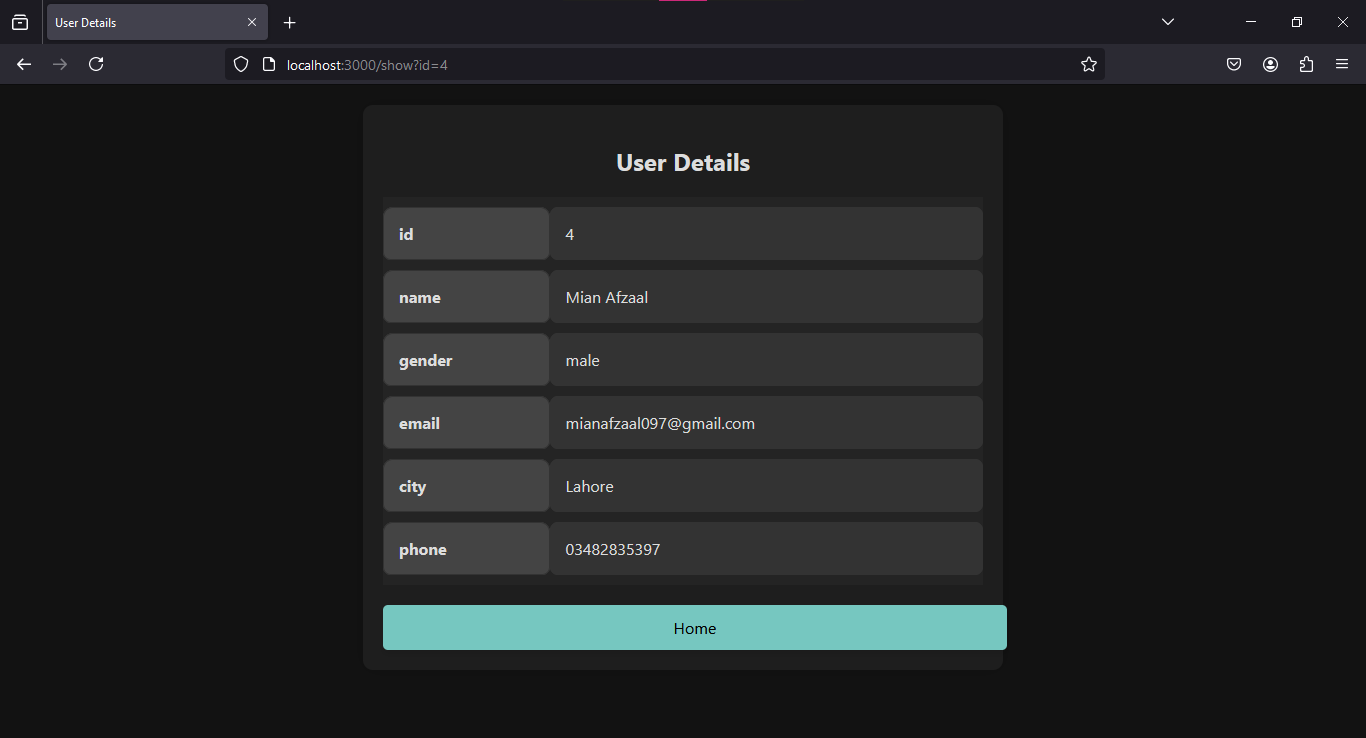 User Details
localhost:3000/show?id=4
User Details
id 4
name Mian Afzaal
gender male
email mianafzaal097@gmail.com
city Lahore
phone 03482835397
Home